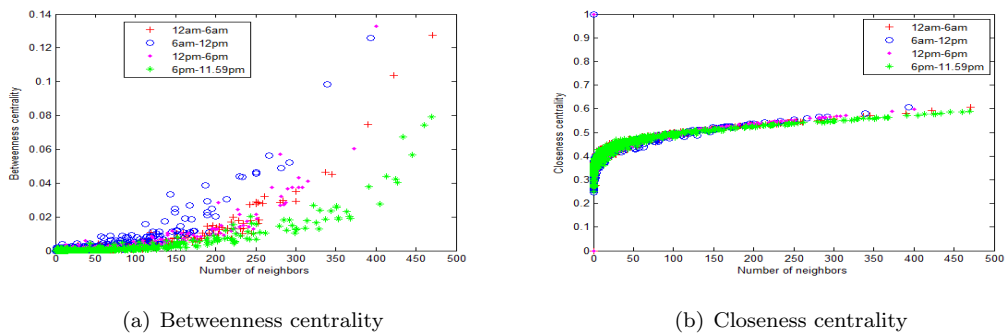 0.14
0.12
0.1
0.08
0.06
0.04
0.02
0
Betweenness centrality
12am-6am
6am-12pm
12pm-6pm
6pm-11.59pm
0 50 100 150 200 250 300 350 400 450 500
Number of neighbors
(a) Betweenness centrality
1
0.9
0.8
0.7
0.6
0.5
0.4
0.3
0.2
0.1
0
Closeness centrality
12am-6am
6am-12pm
12pm-6pm
6pm-11.59pm
0 50 100 150 200 250 300 350 400 450 500
Number of neighbors
(b) Closeness centrality